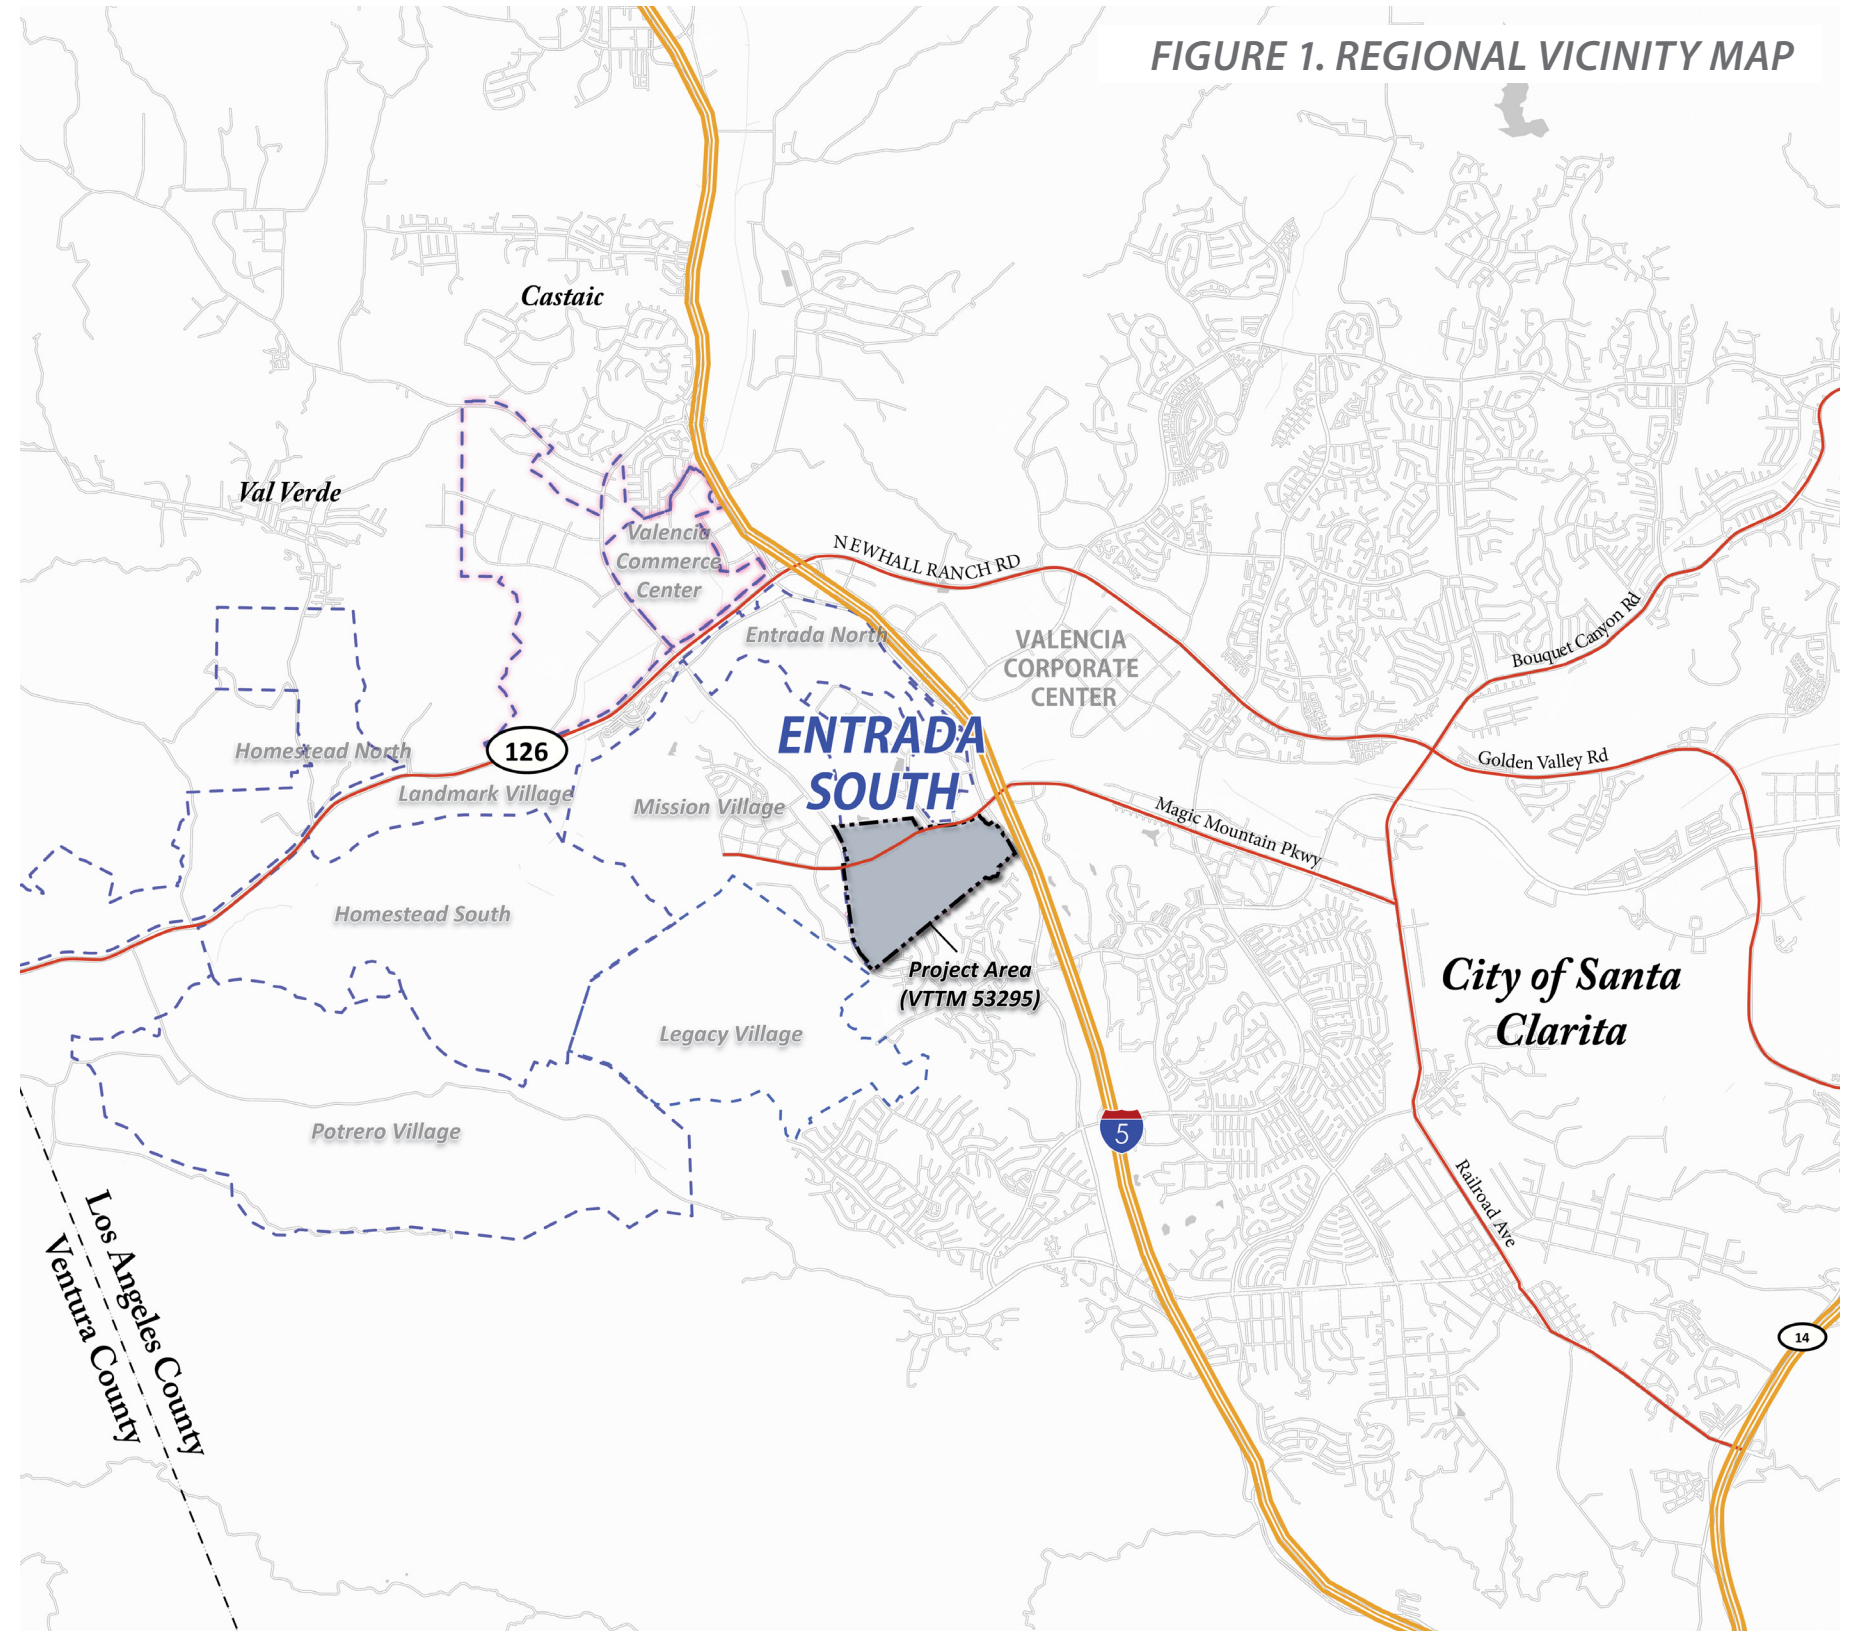 FIGURE 1. REGIONAL VICINITY MAP
Castaic
Val Verde
Valencia
Commerce
Center
NEWHALL RANCH RD
Entrada North
VALENCIA
CORPORATE
CENTER
Bouquet Canyon Rd
Homestead North
126
ENTRADA
SOUTH
Golden Valley Rd
Landmark Village
Mission Village
Magic Mountain Pkwy
Homestead South
Project Area
(VTTM 53295)
City of Santa
Clarita
Legacy Village
Potrero Village
5
Railroad Ave
Los Angeles County
Ventura County
14